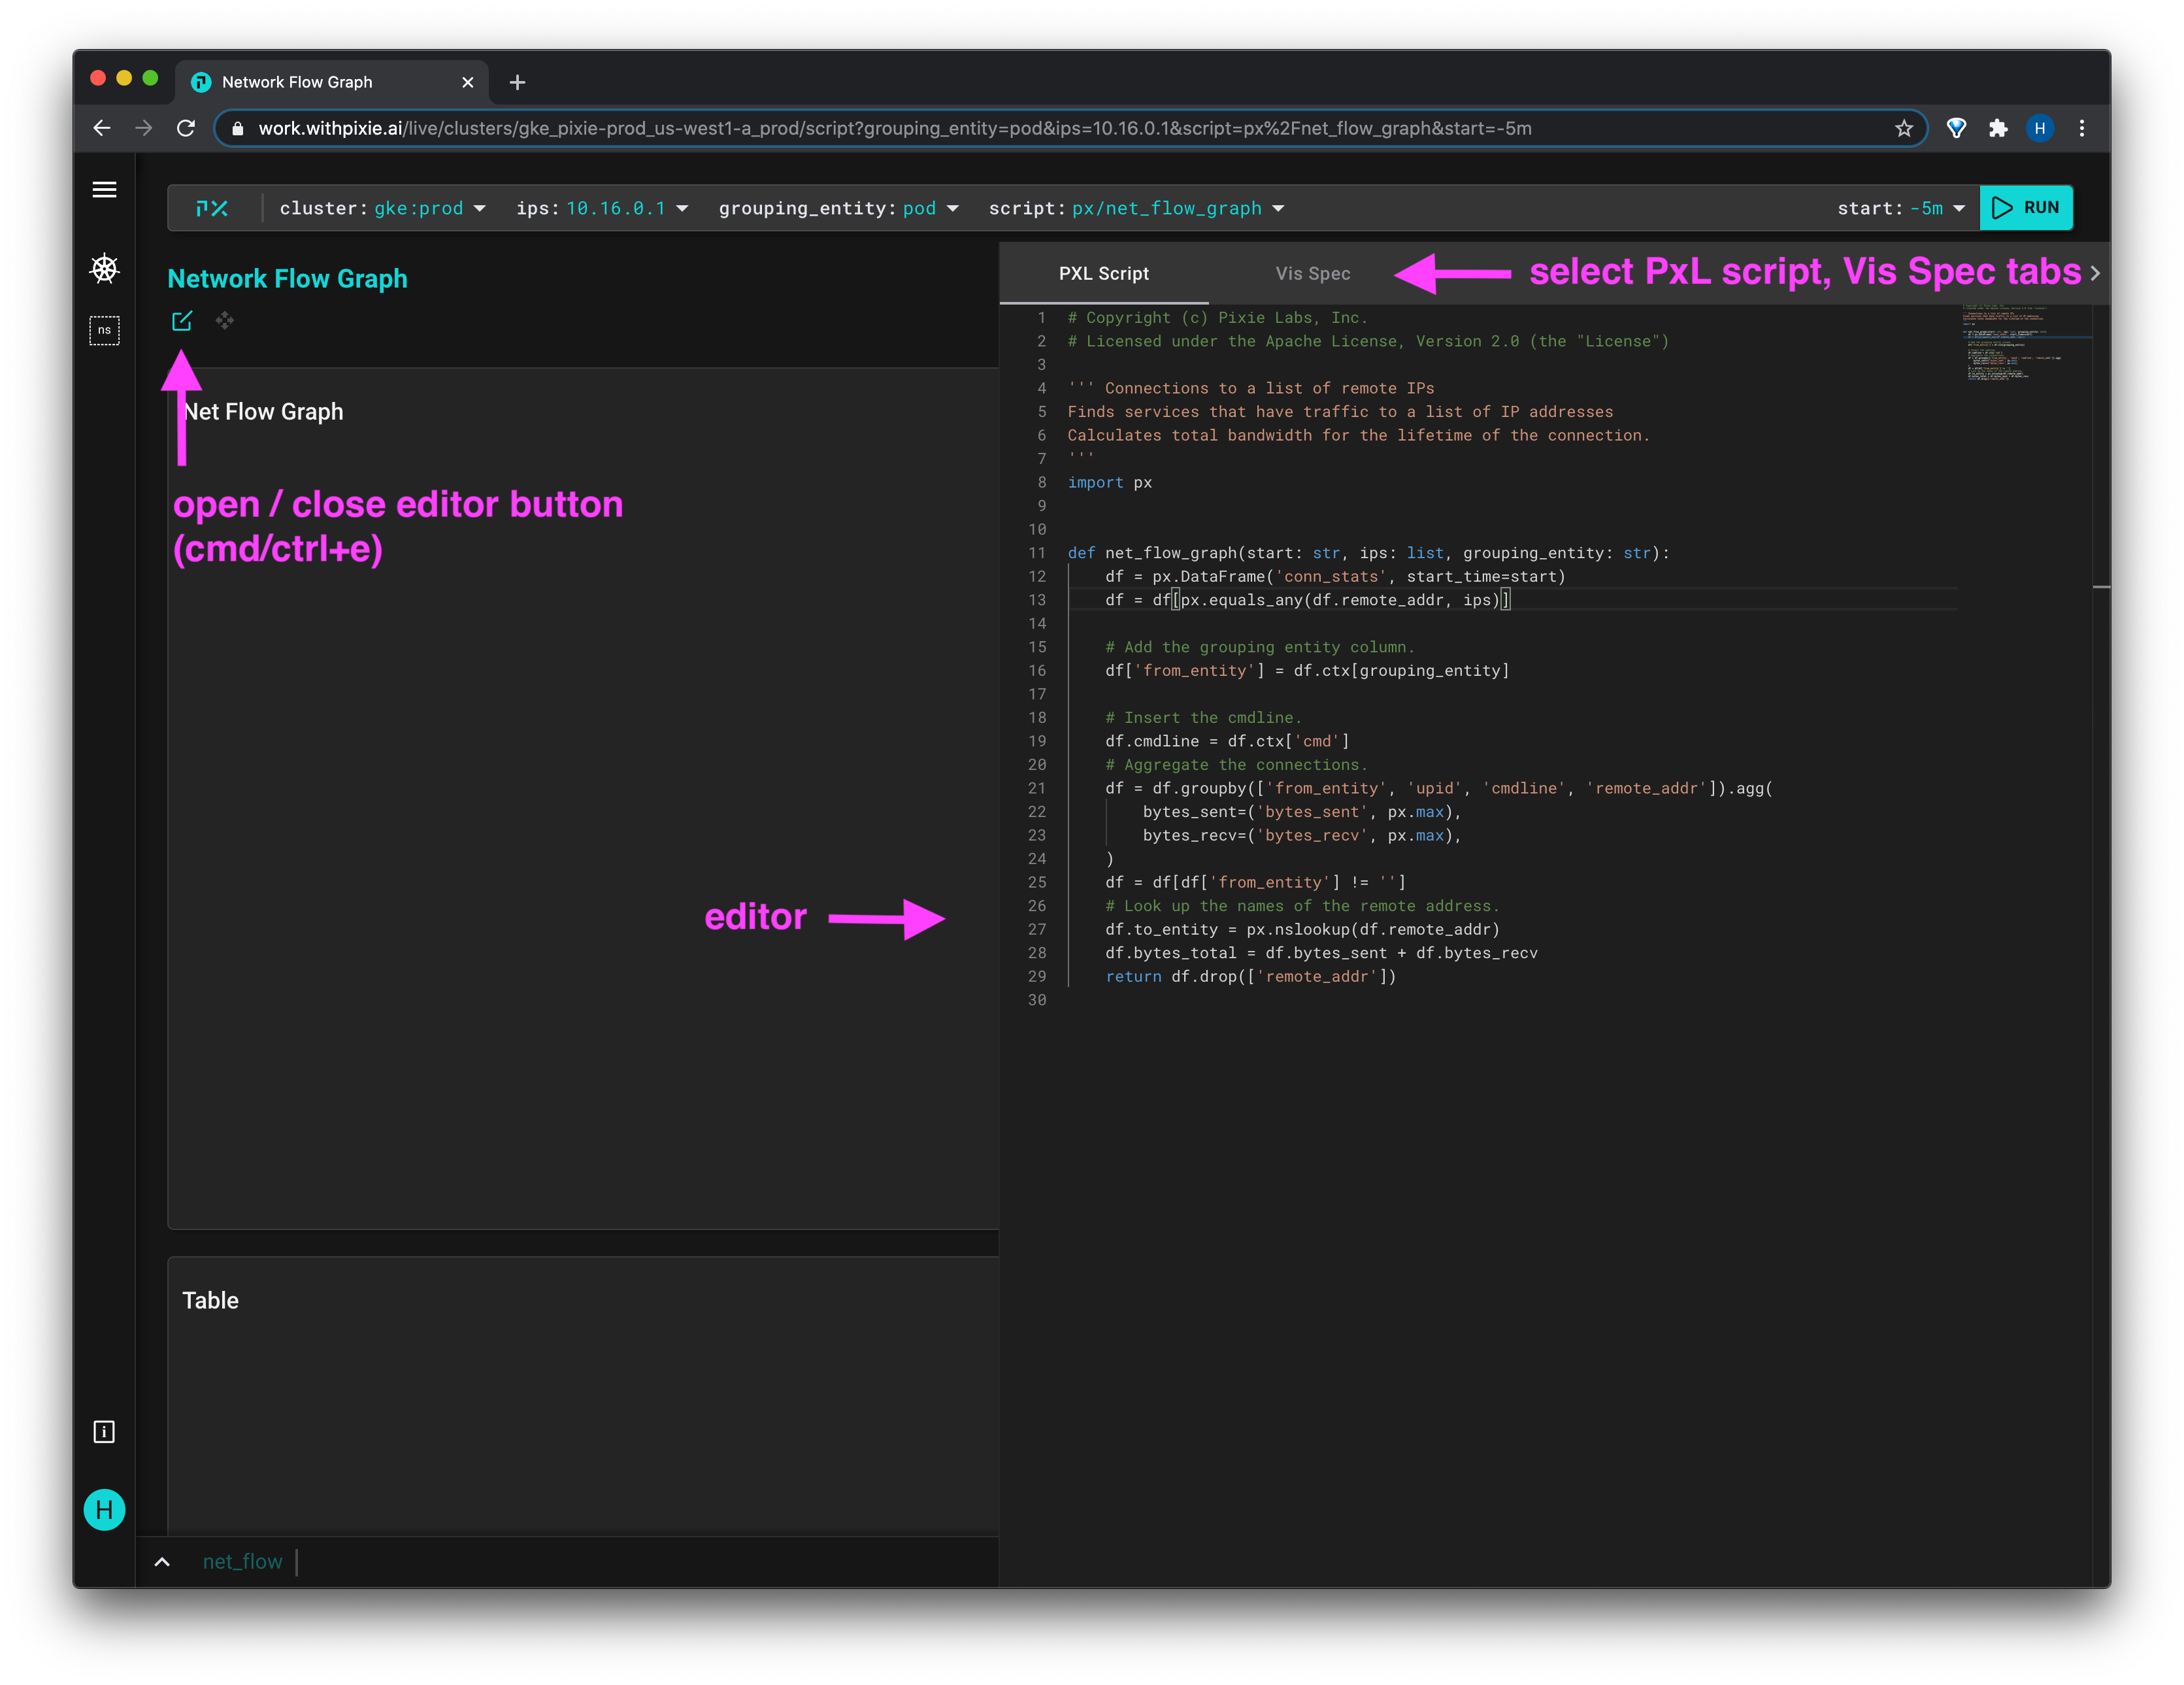 Network Flow Graph
work.withpixie.ai/live/clusters/gke_pixie-prod_us-west1-a_prod/script?grouping_entity=pod&ips=10.16.0.1&script=px%2Fnet_flow_graph&start=-5m
H
cluster: gke:prod ips: 10.16.0.1 grouping_entity: pod script: px/net_flow_graph start: -5m RUN
Network Flow Graph
ns
Net Flow Graph
open / close editor button
(cmd/ctrl+e)
editor
Table
i
H
net_flow
PXL Script Vis Spec select PxL script, Vis Spec tabs
1 # Copyright (c) Pixie Labs, Inc.
2 # Licensed under the Apache License, Version 2.0 (the "License")
3
4 ''' Connections to a list of remote IPs
5 Finds services that have traffic to a list of IP addresses
6 Calculates total bandwidth for the lifetime of the connection.
7 '''
8 import px
9
10
11 def net_flow_graph(start: str, ips: list, grouping_entity: str):
12 df = px.DataFrame('conn_stats', start_time=start)
13 df = df[px.equals_any(df.remote_addr, ips)]
14
15 # Add the grouping entity column.
16 df['from_entity'] = df.ctx[grouping_entity]
17
18 # Insert the cmdline.
19 df.cmdline = df.ctx['cmd']
20 # Aggregate the connections.
21 df = df.groupby(['from_entity', 'upid', 'cmdline', 'remote_addr']).agg(
22 bytes_sent=('bytes_sent', px.max),
23 bytes_recv=('bytes_recv', px.max),
24 )
25 df = df[df['from_entity'] != '']
26 # Look up the names of the remote address.
27 df.to_entity = px.nslookup(df.remote_addr)
28 df.bytes_total = df.bytes_sent + df.bytes_recv
29 return df.drop(['remote_addr'])
30